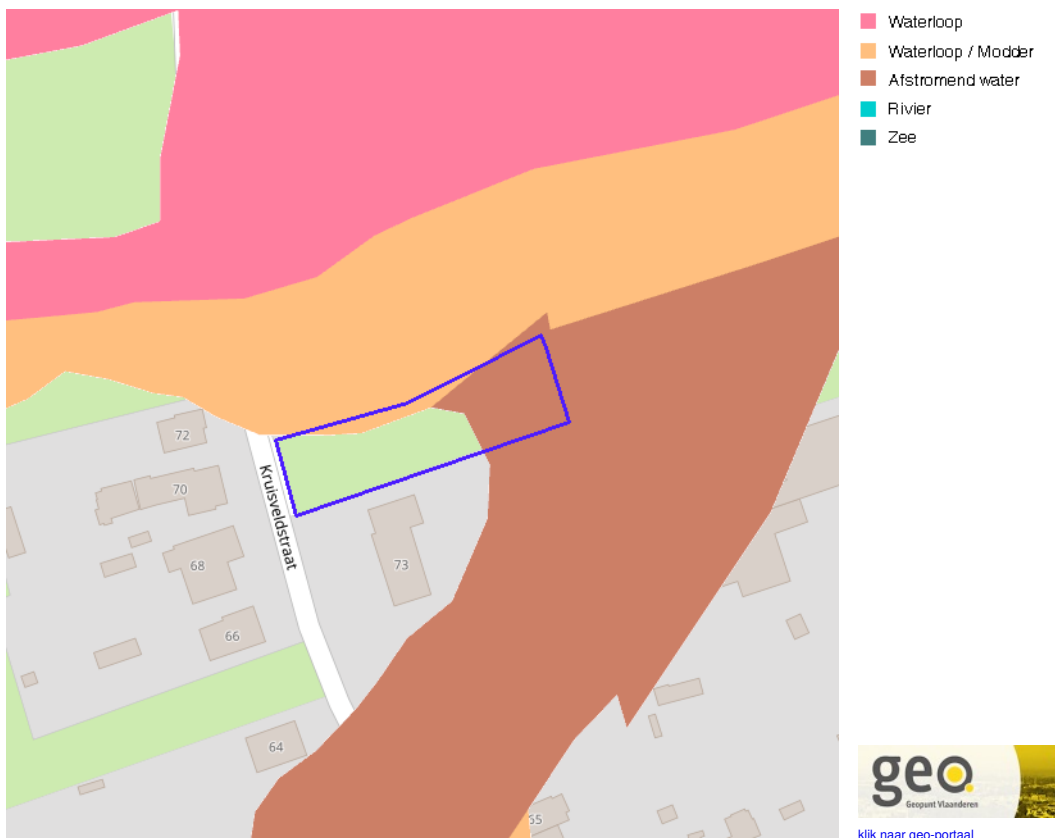 Waterloop
Waterloop / Modder
Afstromend water
Rivier
Zee
72
70
Kruisveldstraat
68
73
66
64
65
geo
Geopunt Vlaanderen
klik naar geo-portaal